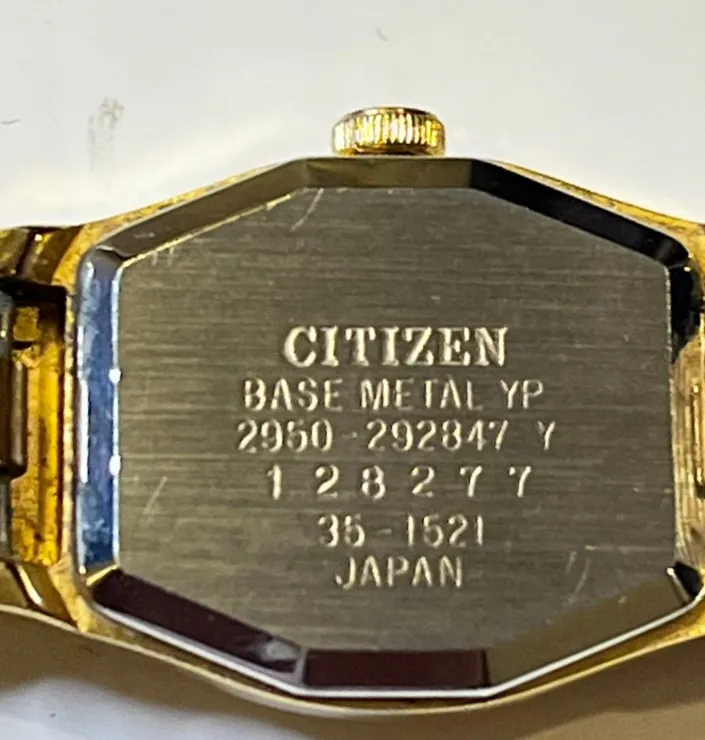 CITIZEN
BASE METAL YP
2950-292847 Y
128277
35-1521
JAPAN